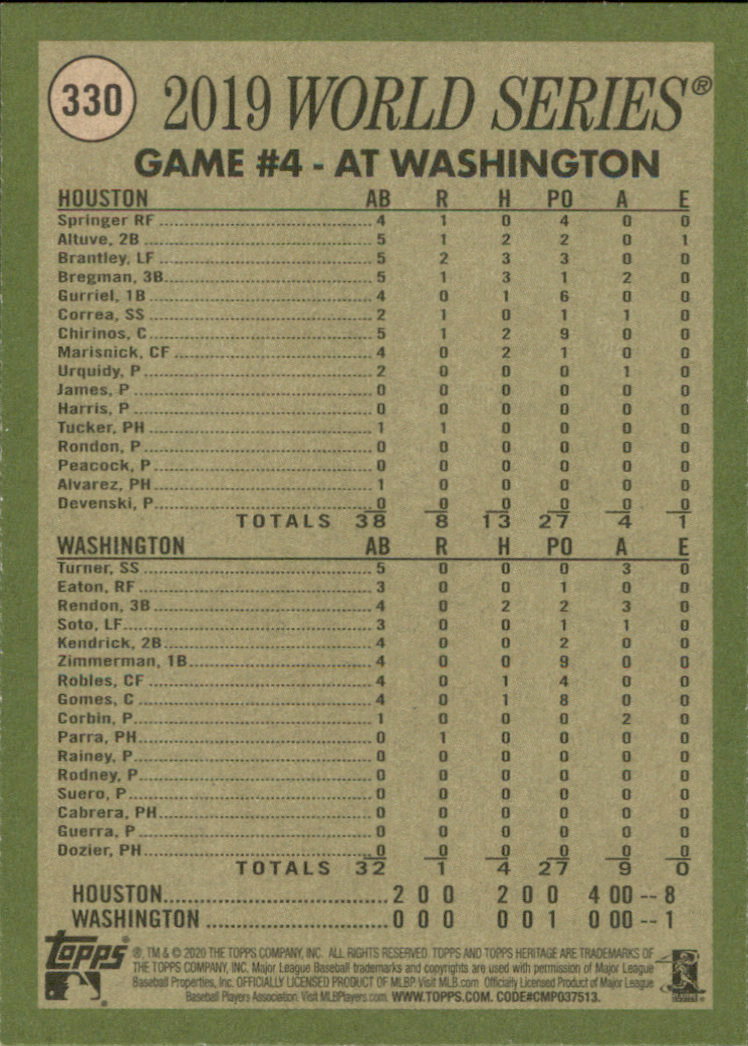 330 2019 WORLD SERIES®
GAME #4 - AT WASHINGTON
HOUSTON AB R H PO A E
Springer RF 4 1 0 4 0 0
Altuve, 2B 5 1 2 2 0 1
Brantley, LF 5 2 3 3 0 0
Bregman, 3B 5 1 3 1 2 0
Gurriel, 1B 4 0 1 6 0 0
Correa, SS 2 1 0 1 1 0
Chirinos, C 5 1 2 9 0 0
Marisnick, CF 4 0 2 1 0 0
Urquidy, P 2 0 0 0 1 0
James, P 0 0 0 0 0 0
Harris, P 0 0 0 0 0 0
Tucker, PH 1 1 0 0 0 0
Rondon, P 0 0 0 0 0 0
Peacock, P 0 0 0 0 0 0
Alvarez, PH 1 0 0 0 0 0
Devenski, P 0 0 0 0 0 0
TOTALS 38 8 13 27 4 1
WASHINGTON AB R H PO A E
Turner, SS 5 0 0 0 3 0
Eaton, RF 3 0 0 1 0 0
Rendon, 3B 4 0 2 2 3 0
Soto, LF 3 0 0 1 1 0
Kendrick, 2B 4 0 0 2 0 0
Zimmerman, 1B 4 0 0 9 0 0
Robles, CF 4 0 1 4 0 0
Gomes, C 4 0 1 8 0 0
Corbin, P 1 0 0 0 2 0
Parra, PH 0 1 0 0 0 0
Rainey, P 0 0 0 0 0 0
Rodney, P 0 0 0 0 0 0
Suero, P 0 0 0 0 0 0
Cabrera, PH 0 0 0 0 0 0
Guerra, P 0 0 0 0 0 0
Dozier, PH 0 0 0 0 0 0
TOTALS 32 1 4 27 9 0
HOUSTON 2 0 0 2 0 0 4 00 -- 8
WASHINGTON 0 0 0 0 0 1 0 00 -- 1
topps ®, TM & © 2020 THE TOPPS COMPANY, INC. ALL RIGHTS RESERVED. TOPPS AND TOPPS HERITAGE ARE TRADEMARKS OF
THE TOPPS COMPANY, INC. Major League Baseball trademarks and copyrights are used with permission of Major League
Baseball Properties, Inc. OFFICIALLY LICENSED PRODUCT OF MLBP Visit MLB.com Officially Licensed Product of Major League
Baseball Players Association. Visit MLBPlayers.com. WWW.TOPPS.COM. CODE#CMP037513.